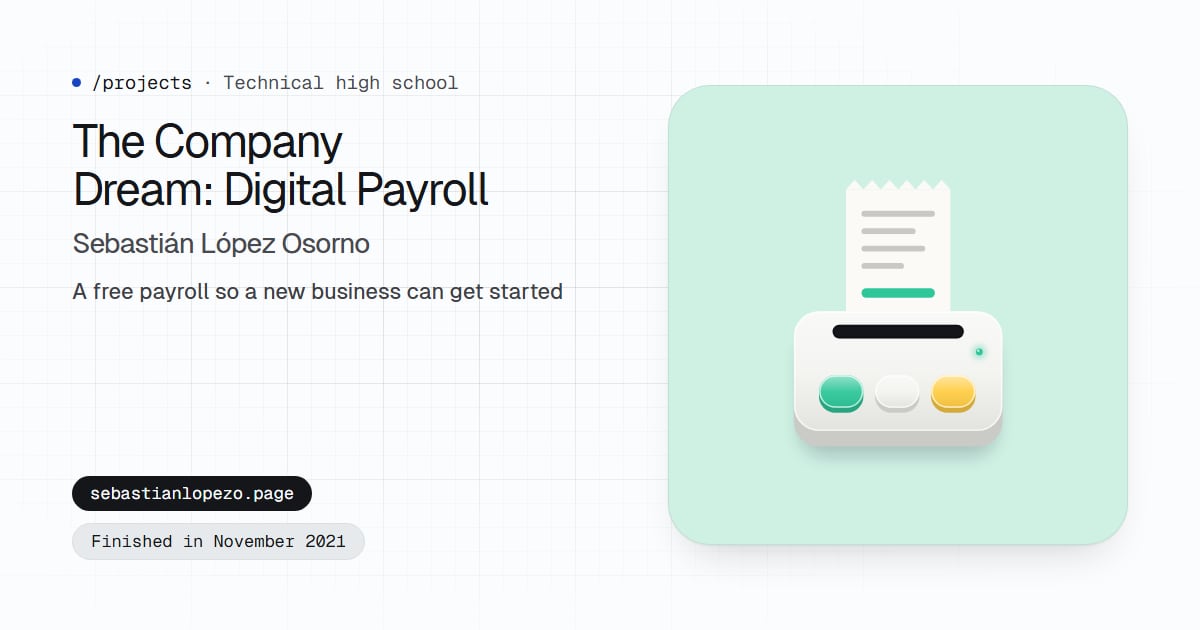 /projects · Technical high school
The Company
Dream: Digital Payroll
Sebastián López Osorno
A free payroll so a new business can get started
sebastianlopezo.page
Finished in November 2021